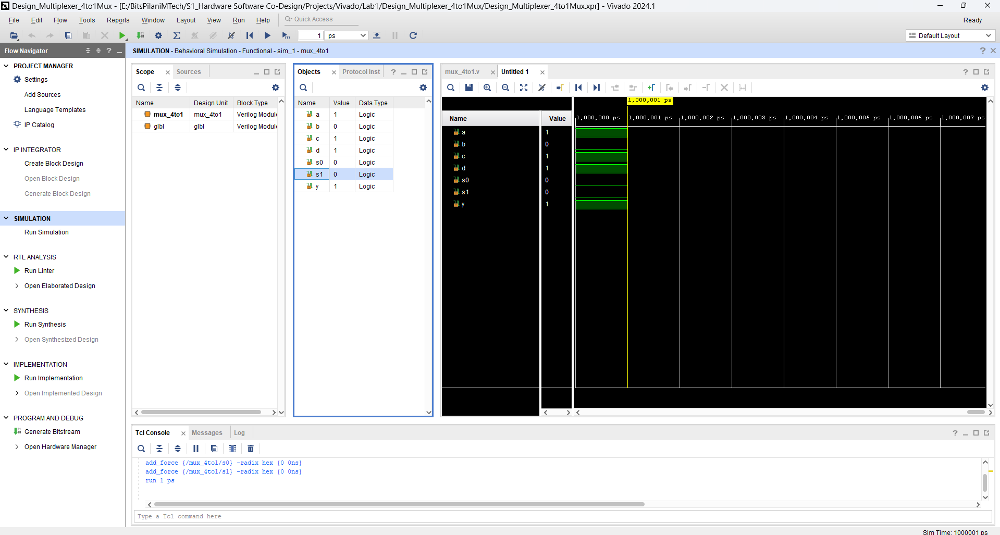 Design_Multiplexer_4to1Mux - [E:/BitsPilaniMTech/S1_Hardware Software Co-Design/Projects/Vivado/Lab1/Design_Multiplexer_4to1Mux/Design_Multiplexer_4to1Mux.xpr] - Vivado 2024.1
File Edit Flow Tools Reports Window Layout View Run Help Quick Access Ready
1 ps Default Layout
Flow Navigator
PROJECT MANAGER
Settings
Add Sources
Language Templates
IP Catalog
IP INTEGRATOR
Create Block Design
Open Block Design
Generate Block Design
SIMULATION
Run Simulation
RTL ANALYSIS
Run Linter
Open Elaborated Design
SYNTHESIS
Run Synthesis
Open Synthesized Design
IMPLEMENTATION
Run Implementation
Open Implemented Design
PROGRAM AND DEBUG
Generate Bitstream
Open Hardware Manager
SIMULATION - Behavioral Simulation - Functional - sim_1 - mux_4to1
Scope Sources
Name Design Unit Block Type
mux_4to1 mux_4to1 Verilog Module
glbl glbl Verilog Module
Objects Protocol Inst
Name Value Data Type
a 1 Logic
b 0 Logic
c 1 Logic
d 1 Logic
s0 0 Logic
s1 0 Logic
y 1 Logic
mux_4to1.v Untitled 1
1,000,001 ps
Name Value 1,000,000 ps 1,000,001 ps 1,000,002 ps 1,000,003 ps 1,000,004 ps 1,000,005 ps 1,000,006 ps 1,000,007 ps
a 1
b 0
c 1
d 1
s0 0
s1 0
y 1
Tcl Console Messages Log
add_force {/mux_4to1/s0} -radix hex {0 0ns}
add_force {/mux_4to1/s1} -radix hex {0 0ns}
run 1 ps
Type a Tcl command here
Sim Time: 1000001 ps